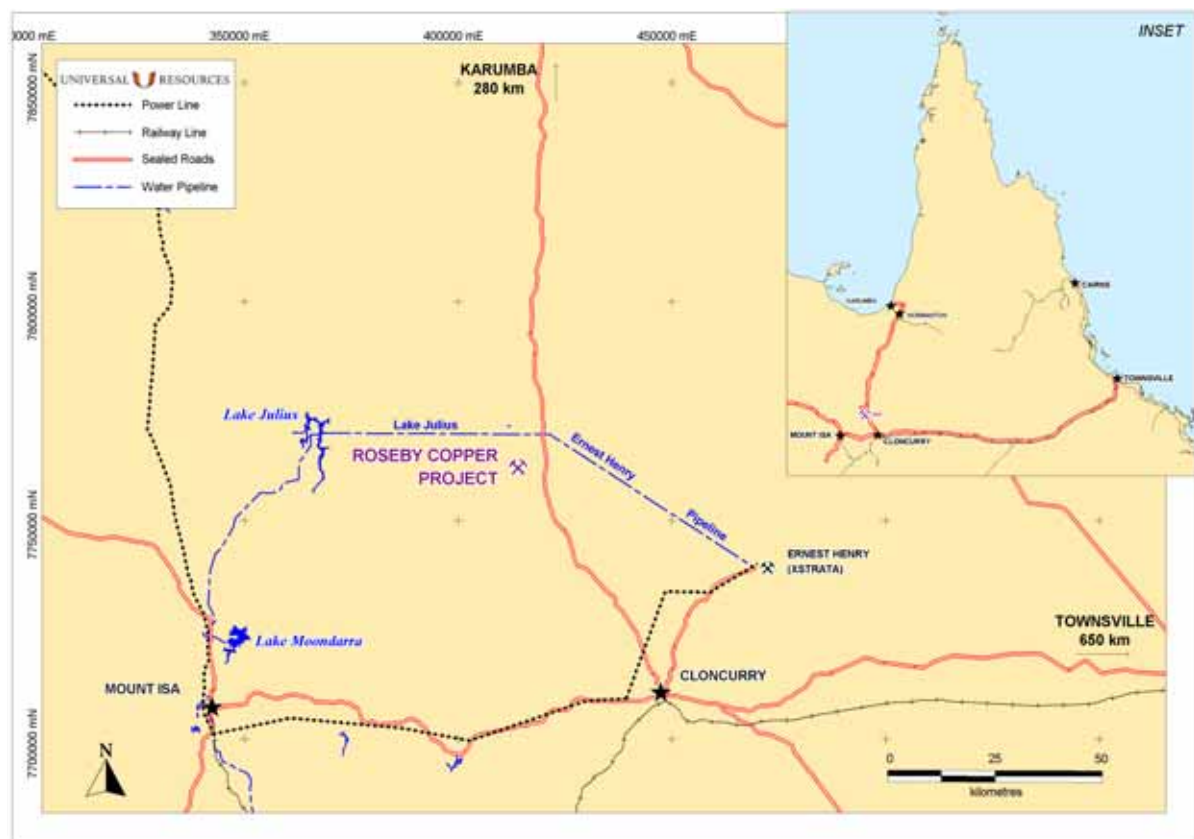 0000 mE
350000 mE
400000 mE
450000 mE
INSET
UNIVERSAL RESOURCES
Power Line
Railway Line
Sealed Roads
Water Pipeline
KARUMBA
280 km
7850000 mN
7800000 mN
7750000 mN
7700000 mN
KARUMBA
NORMANTON
CAIRNS
TOWNSVILLE
MOUNT ISA
CLONCURRY
Lake Julius
Lake Julius
Ernest Henry
Pipeline
ROSEBY COPPER
PROJECT
ERNEST HENRY
(XSTRATA)
Lake Moondarra
TOWNSVILLE
650 km
MOUNT ISA
CLONCURRY
N
0 25 50
kilometres